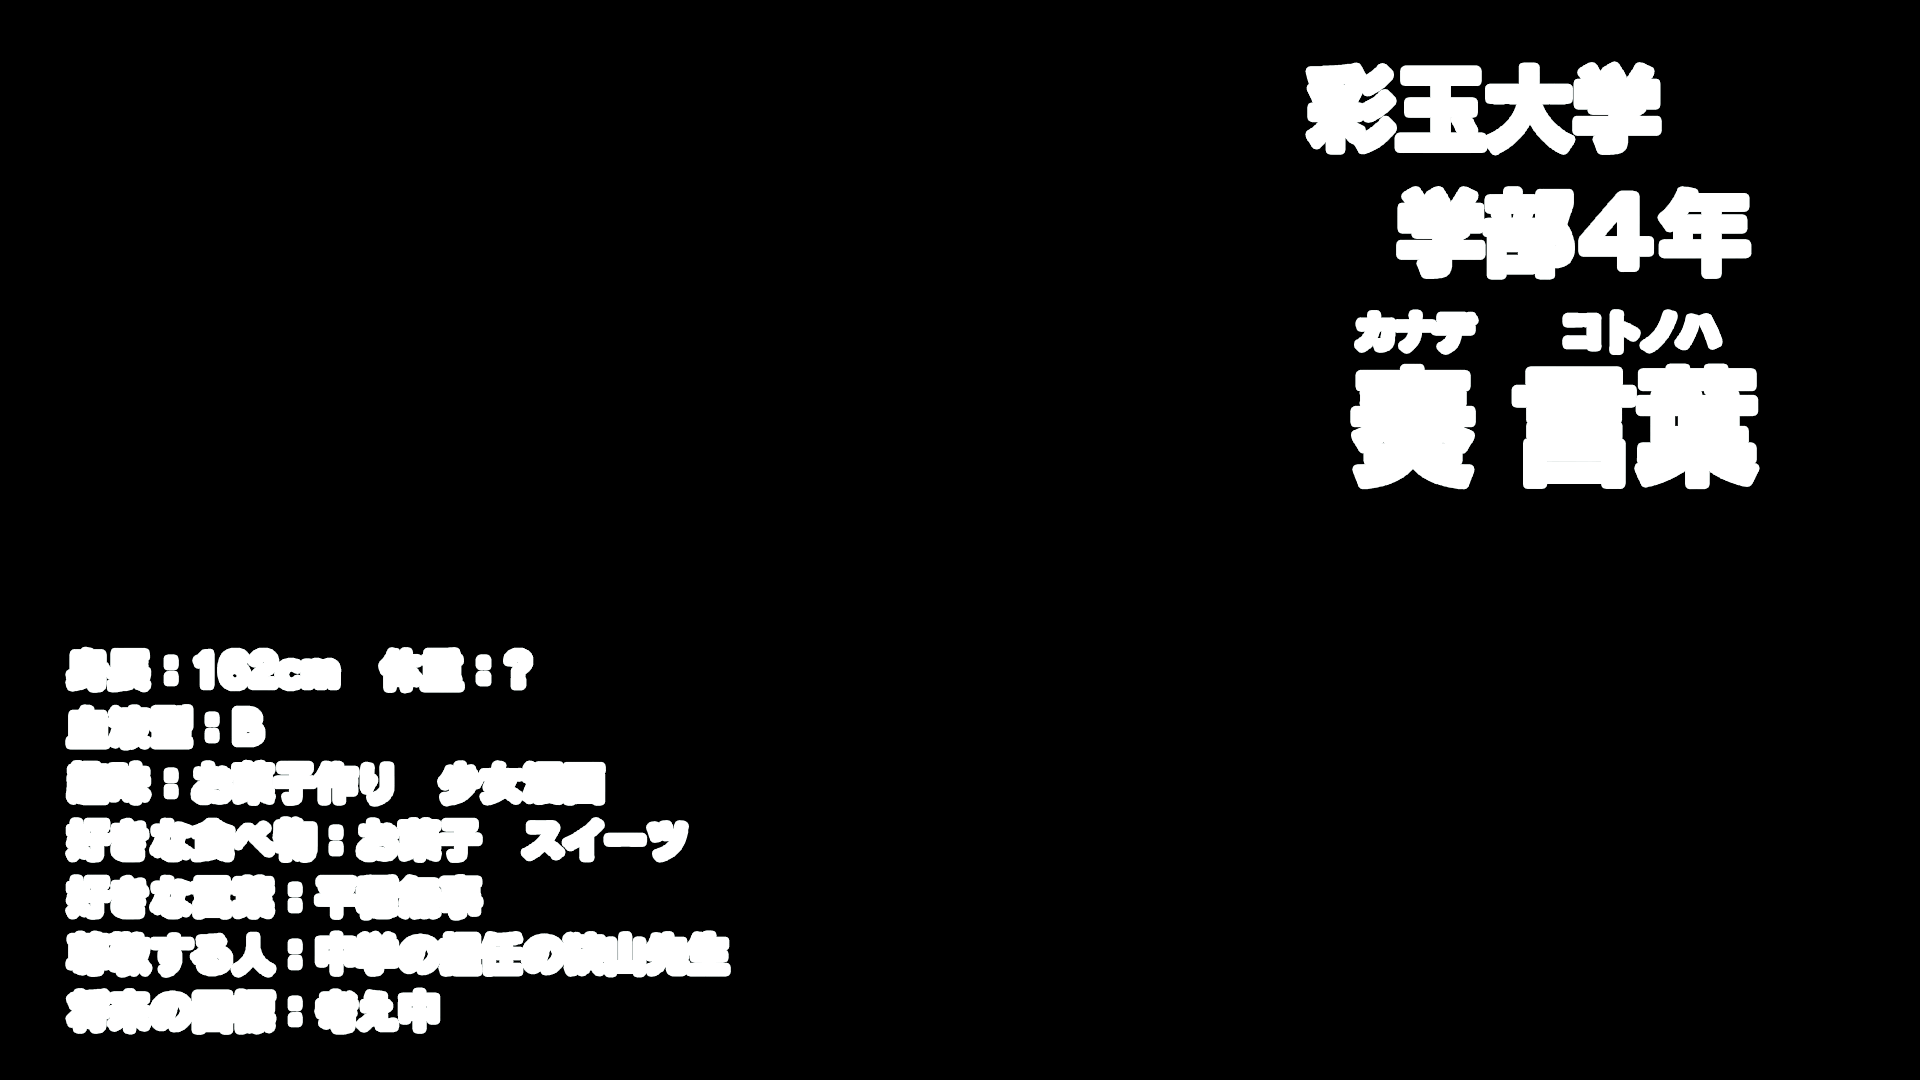 彩玉大学
学部４年
カナデ　コトノハ
奏 言葉
身長：162cm　体重：?
血液型：B
趣味：お菓子作り　少女漫画
好きな食べ物：お菓子　スイーツ
好きな言葉：平穏無事
尊敬する人：中学の担任の秋山先生
将来の目標：考え中